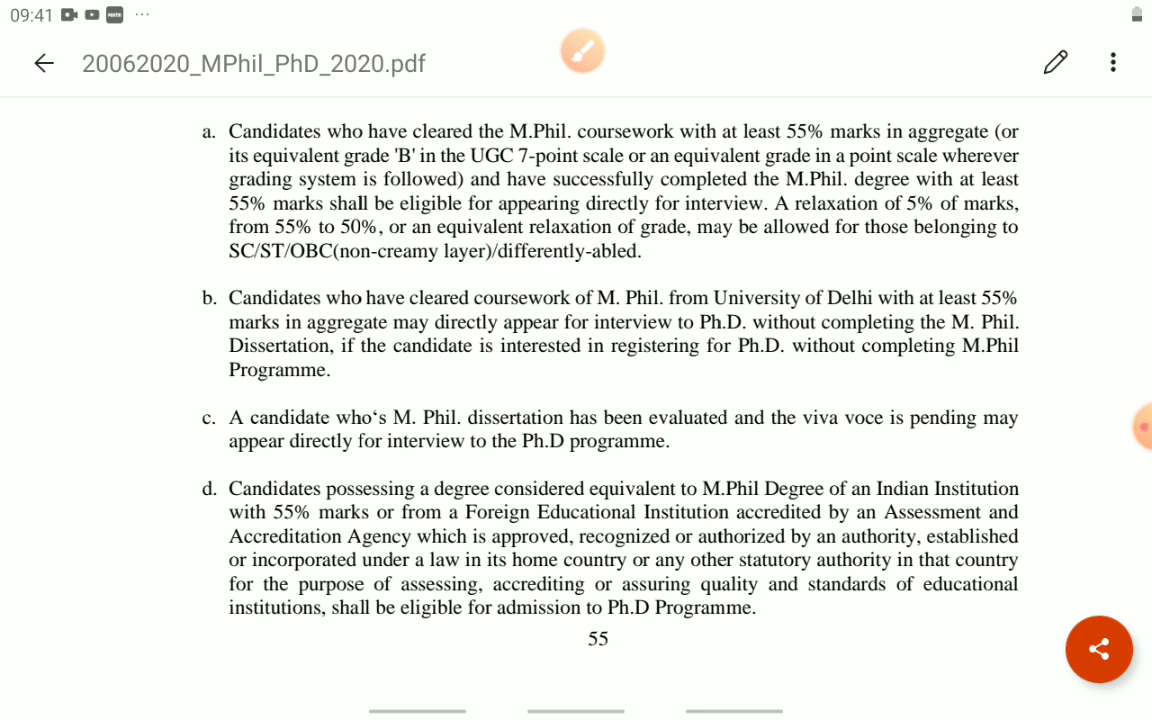 09:41
20062020_MPhil_PhD_2020.pdf
a. Candidates who have cleared the M.Phil. coursework with at least 55% marks in aggregate (or
its equivalent grade 'B' in the UGC 7-point scale or an equivalent grade in a point scale wherever
grading system is followed) and have successfully completed the M.Phil. degree with at least
55% marks shall be eligible for appearing directly for interview. A relaxation of 5% of marks,
from 55% to 50%, or an equivalent relaxation of grade, may be allowed for those belonging to
SC/ST/OBC(non-creamy layer)/differently-abled.
b. Candidates who have cleared coursework of M. Phil. from University of Delhi with at least 55%
marks in aggregate may directly appear for interview to Ph.D. without completing the M. Phil.
Dissertation, if the candidate is interested in registering for Ph.D. without completing M.Phil
Programme.
c. A candidate who‘s M. Phil. dissertation has been evaluated and the viva voce is pending may
appear directly for interview to the Ph.D programme.
d. Candidates possessing a degree considered equivalent to M.Phil Degree of an Indian Institution
with 55% marks or from a Foreign Educational Institution accredited by an Assessment and
Accreditation Agency which is approved, recognized or authorized by an authority, established
or incorporated under a law in its home country or any other statutory authority in that country
for the purpose of assessing, accrediting or assuring quality and standards of educational
institutions, shall be eligible for admission to Ph.D Programme.
55